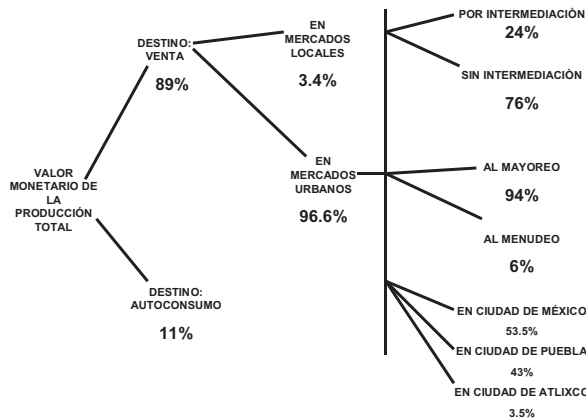 VALOR
MONETARIO DE
LA
PRODUCCIÓN
TOTAL
DESTINO:
VENTA
89%
DESTINO:
AUTOCONSUMO
11%
EN
MERCADOS
LOCALES
3.4%
EN
MERCADOS
URBANOS
96.6%
POR INTERMEDIACIÒN
24%
SIN INTERMEDIACIÒN
76%
AL MAYOREO
94%
AL MENUDEO
6%
EN CIUDAD DE MÉXICO
53.5%
EN CIUDAD DE PUEBLA
43%
EN CIUDAD DE ATLIXCO
3.5%